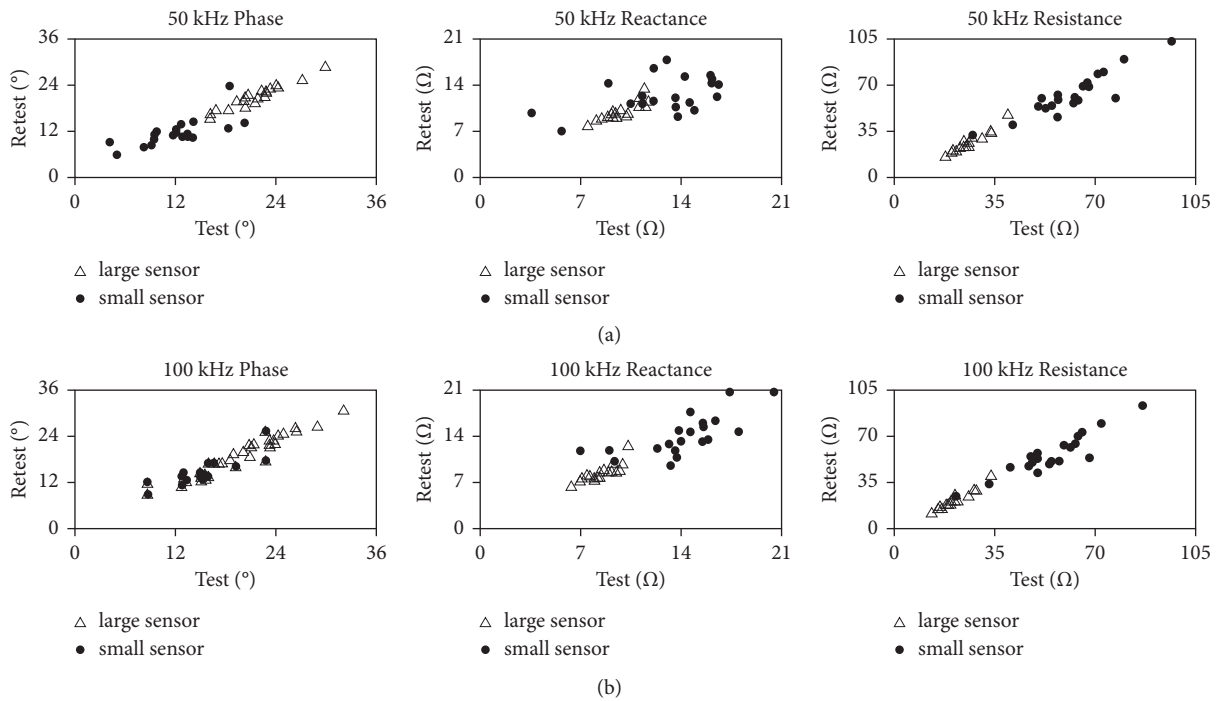 (a)
50 kHz Phase
50 kHz Reactance
50 kHz Resistance
36
24
12
0
Retest (°)
0 12 24 36
Test (°)
21
14
7
0
Retest (Ω)
0 7 14 21
Test (Ω)
105
70
35
0
Retest (Ω)
0 35 70 105
Test (Ω)
large sensor
small sensor
large sensor
small sensor
large sensor
small sensor
(a)
100 kHz Phase
100 kHz Reactance
100 kHz Resistance
36
24
12
0
Retest (°)
0 12 24 36
Test (°)
21
14
7
0
Retest (Ω)
0 7 14 21
Test (Ω)
105
70
35
0
Retest (Ω)
0 35 70 105
Test (Ω)
large sensor
small sensor
large sensor
small sensor
large sensor
small sensor
(b)